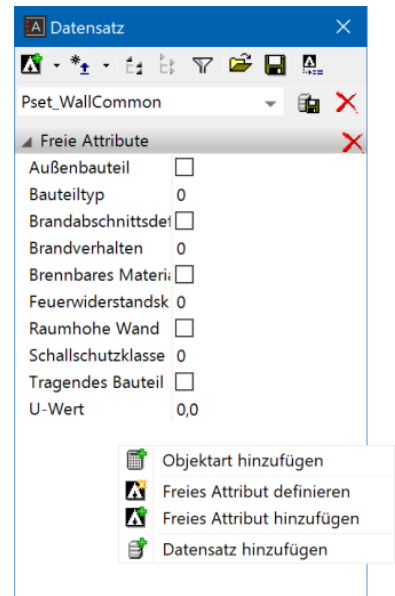 Datensatz
Pset_WallCommon
Freie Attribute
Außenbauteil
Bauteiltyp 0
Brandabschnittsdef
Brandverhalten 0
Brennbares Materia
Feuerwiderstandsk 0
Raumhohe Wand
Schallschutzklasse 0
Tragendes Bauteil
U-Wert 0,0
Objektart hinzufügen
Freies Attribut definieren
Freies Attribut hinzufügen
Datensatz hinzufügen